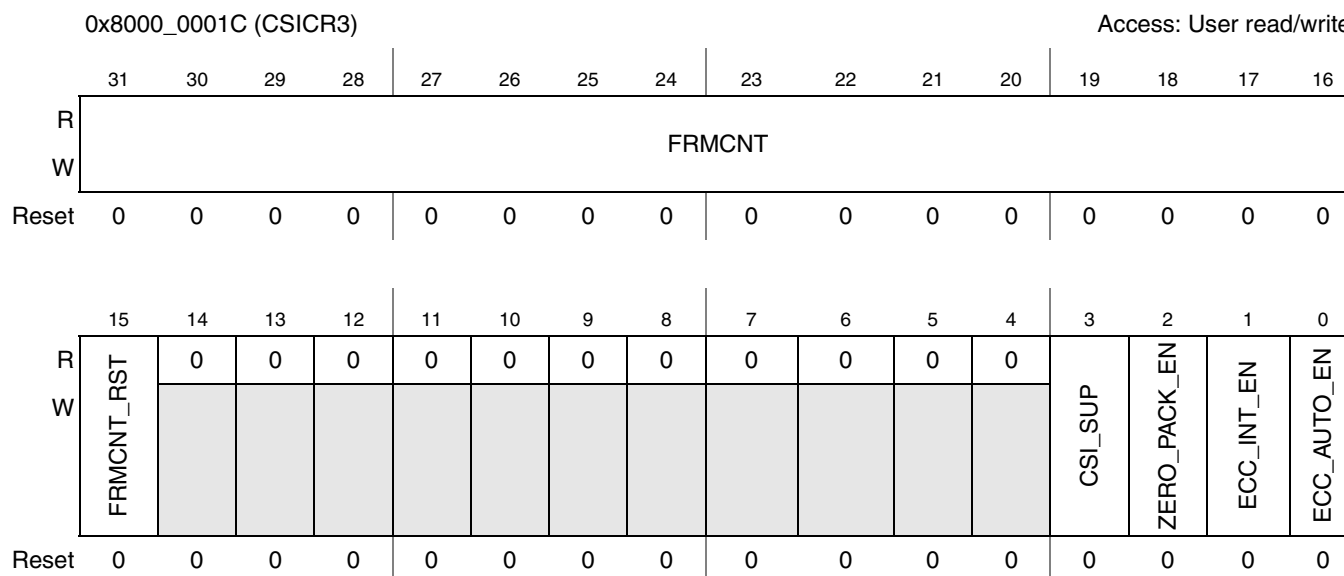 0x8000_0001C (CSICR3) Access: User read/write
31 30 29 28 27 26 25 24 23 22 21 20 19 18 17 16
R
FRMCNT
W
Reset 0 0 0 0 0 0 0 0 0 0 0 0 0 0 0 0
15 14 13 12 11 10 9 8 7 6 5 4 3 2 1 0
R FRMCNT_RST 0 0 0 0 0 0 0 0 0 0 0 CSI_SUP ZERO_PACK_EN ECC_INT_EN ECC_AUTO_EN
W
Reset 0 0 0 0 0 0 0 0 0 0 0 0 0 0 0 0